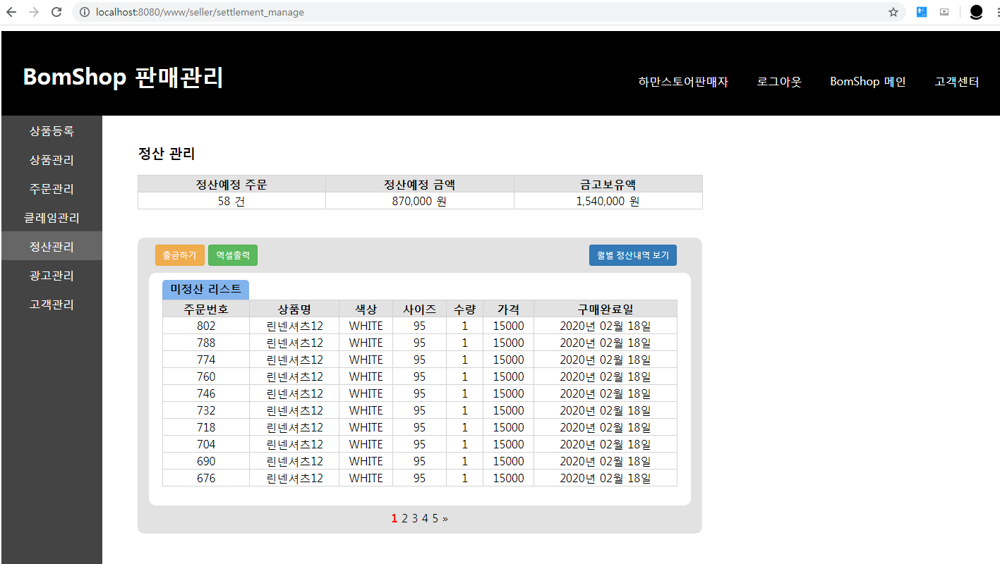 localhost:8080/www/seller/settlement_manage
BomShop 판매관리
하만스토어판매자 로그아웃 BomShop 메인 고객센터
상품등록
상품관리
주문관리
클레임관리
정산관리
광고관리
고객관리
정산 관리
정산예정 주문 정산예정 금액 금고보유액
58 건 870,000 원 1,540,000 원
출금하기 엑셀출력 월별 정산내역 보기
미정산 리스트
주문번호 상품명 색상 사이즈 수량 가격 구매완료일
802 린넨셔츠12 WHITE 95 1 15000 2020년 02월 18일
788 린넨셔츠12 WHITE 95 1 15000 2020년 02월 18일
774 린넨셔츠12 WHITE 95 1 15000 2020년 02월 18일
760 린넨셔츠12 WHITE 95 1 15000 2020년 02월 18일
746 린넨셔츠12 WHITE 95 1 15000 2020년 02월 18일
732 린넨셔츠12 WHITE 95 1 15000 2020년 02월 18일
718 린넨셔츠12 WHITE 95 1 15000 2020년 02월 18일
704 린넨셔츠12 WHITE 95 1 15000 2020년 02월 18일
690 린넨셔츠12 WHITE 95 1 15000 2020년 02월 18일
676 린넨셔츠12 WHITE 95 1 15000 2020년 02월 18일
1 2 3 4 5 »